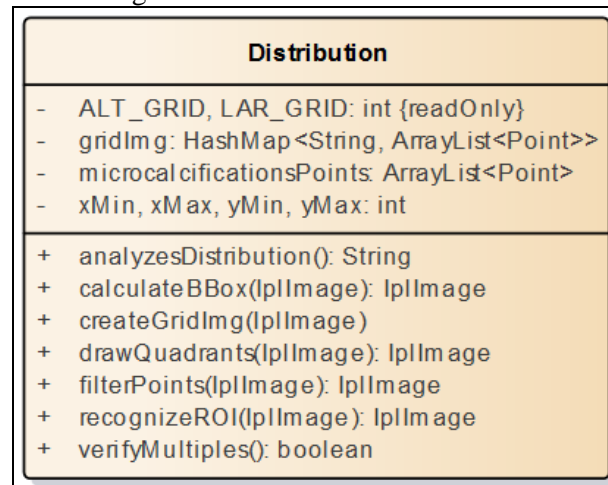 Distribution
- ALT_GRID, LAR_GRID: int {readOnly}
- gridImg: HashMap<String, ArrayList<Point>>
- microcalcificationsPoints: ArrayList<Point>
- xMin, xMax, yMin, yMax: int
+ analyzesDistribution(): String
+ calculateBBox(IplImage): IplImage
+ createGridImg(IplImage)
+ drawQuadrants(IplImage): IplImage
+ filterPoints(IplImage): IplImage
+ recognizeROI(IplImage): IplImage
+ verifyMultiples(): boolean